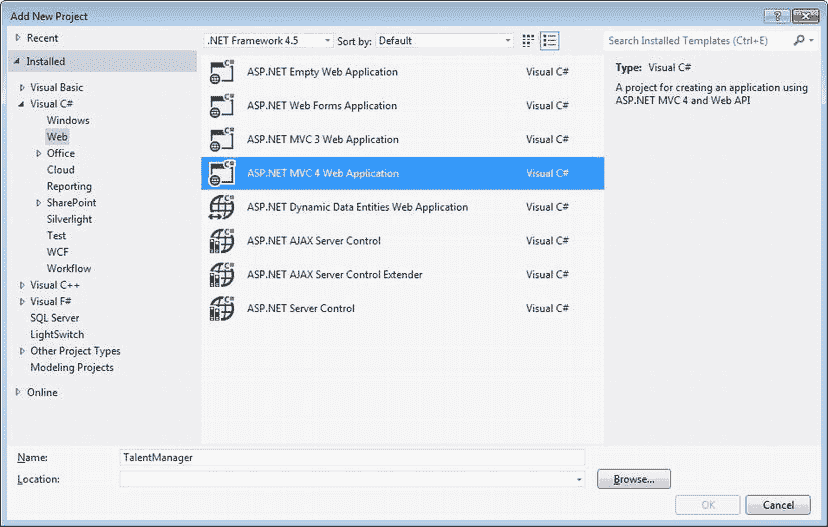 Add New Project
Recent
.NET Framework 4.5
Sort by: Default
Search Installed Templates (Ctrl+E)
Installed
Visual Basic
Visual C#
Windows
Web
Office
Cloud
Reporting
SharePoint
Silverlight
Test
WCF
Workflow
Visual C++
Visual F#
SQL Server
LightSwitch
Other Project Types
Modeling Projects
Online
ASP.NET Empty Web Application Visual C#
ASP.NET Web Forms Application Visual C#
ASP.NET MVC 3 Web Application Visual C#
ASP.NET MVC 4 Web Application Visual C#
ASP.NET Dynamic Data Entities Web Application Visual C#
ASP.NET AJAX Server Control Visual C#
ASP.NET AJAX Server Control Extender Visual C#
ASP.NET Server Control Visual C#
Type: Visual C#
A project for creating an application using
ASP.NET MVC 4 and Web API
Name: TalentManager
Location:
Browse...
OK
Cancel